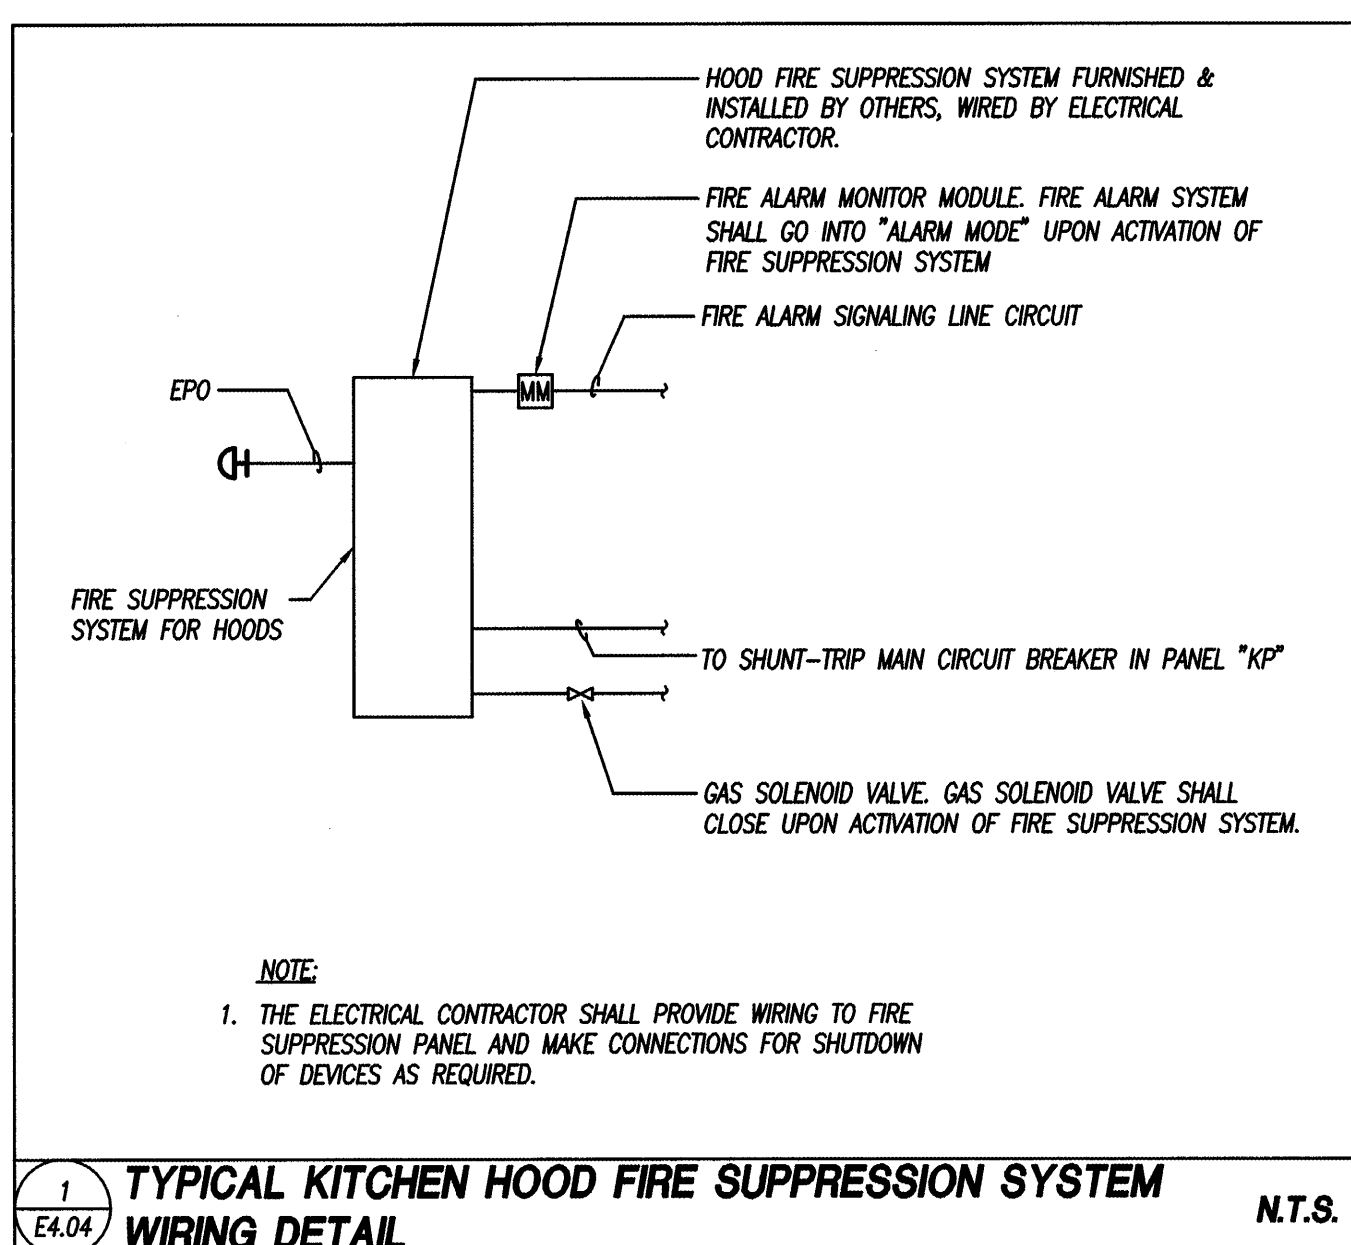 HOOD FIRE SUPPRESSION SYSTEM FURNISHED &
INSTALLED BY OTHERS, WIRED BY ELECTRICAL
CONTRACTOR.
FIRE ALARM MONITOR MODULE. FIRE ALARM SYSTEM
SHALL GO INTO "ALARM MODE" UPON ACTIVATION OF
FIRE SUPPRESSION SYSTEM
FIRE ALARM SIGNALING LINE CIRCUIT
EPO
MM
FIRE SUPPRESSION
SYSTEM FOR HOODS
TO SHUNT-TRIP MAIN CIRCUIT BREAKER IN PANEL "KP"
GAS SOLENOID VALVE. GAS SOLENOID VALVE SHALL
CLOSE UPON ACTIVATION OF FIRE SUPPRESSION SYSTEM.
NOTE:
1. THE ELECTRICAL CONTRACTOR SHALL PROVIDE WIRING TO FIRE
SUPPRESSION PANEL AND MAKE CONNECTIONS FOR SHUTDOWN
OF DEVICES AS REQUIRED.
1
E4.04
TYPICAL KITCHEN HOOD FIRE SUPPRESSION SYSTEM
WIRING DETAIL
N.T.S.